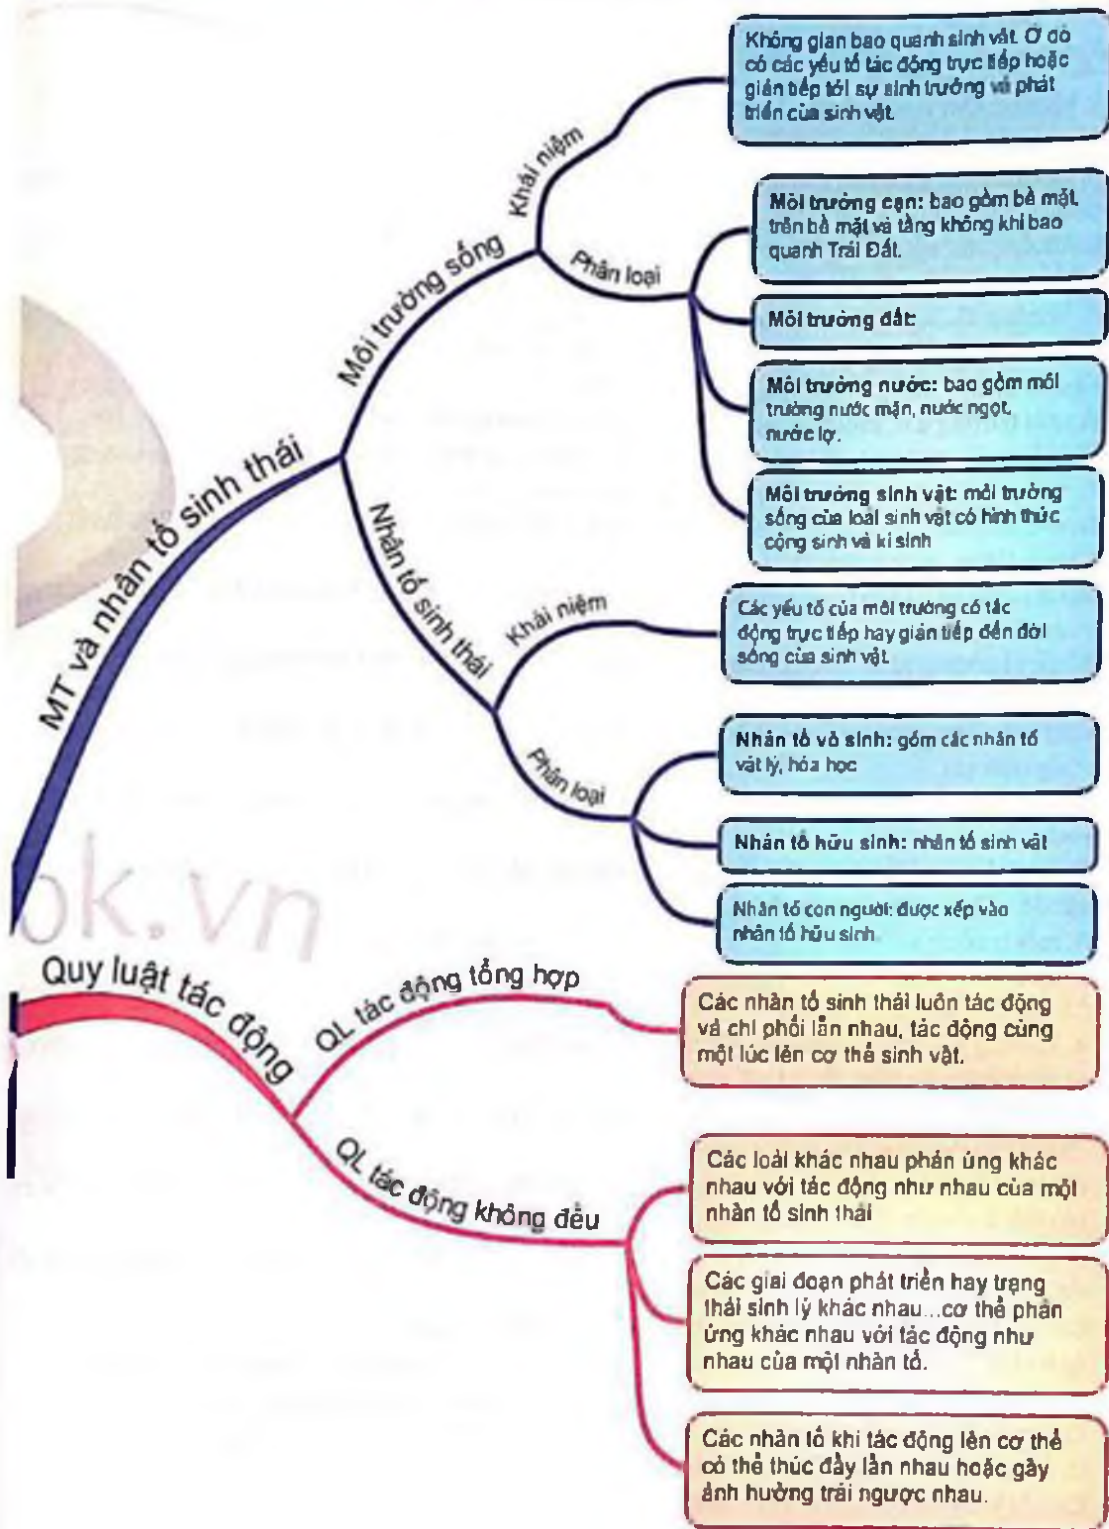 MT và nhân tố sinh thái
Môi trường sống
Khái niệm
Không gian bao quanh sinh vật. Ở đó
có các yếu tố tác động trực tiếp hoặc
gián tiếp tới sự sinh trưởng và phát
triển của sinh vật.
Phân loại
Môi trường cạn: bao gồm bề mặt,
trên bề mặt và tầng không khí bao
quanh Trái Đất.
Môi trường đất:
Môi trường nước: bao gồm môi
trường nước mặn, nước ngọt,
nước lợ.
Môi trường sinh vật: môi trường
sống của loài sinh vật có hình thức
cộng sinh và kí sinh
Nhân tố sinh thái
Khái niệm
Các yếu tố của môi trường có tác
động trực tiếp hay gián tiếp đến đời
sống của sinh vật.
Phân loại
Nhân tố vô sinh: gồm các nhân tố
vật lý, hóa học
Nhân tố hữu sinh: nhân tố sinh vật
Nhân tố con người: được xếp vào
nhân tố hữu sinh.
ok.vn
Quy luật tác động
QL tác động tổng hợp
Các nhân tố sinh thái luôn tác động
và chi phối lẫn nhau, tác động cùng
một lúc lên cơ thể sinh vật.
QL tác động không đều
Các loài khác nhau phản ứng khác
nhau với tác động như nhau của một
nhân tố sinh thái
Các giai đoạn phát triển hay trạng
thái sinh lý khác nhau...cơ thể phản
ứng khác nhau với tác động như
nhau của một nhân tố.
Các nhân tố khi tác động lên cơ thể
có thể thúc đẩy lẫn nhau hoặc gây
ảnh hưởng trái ngược nhau.